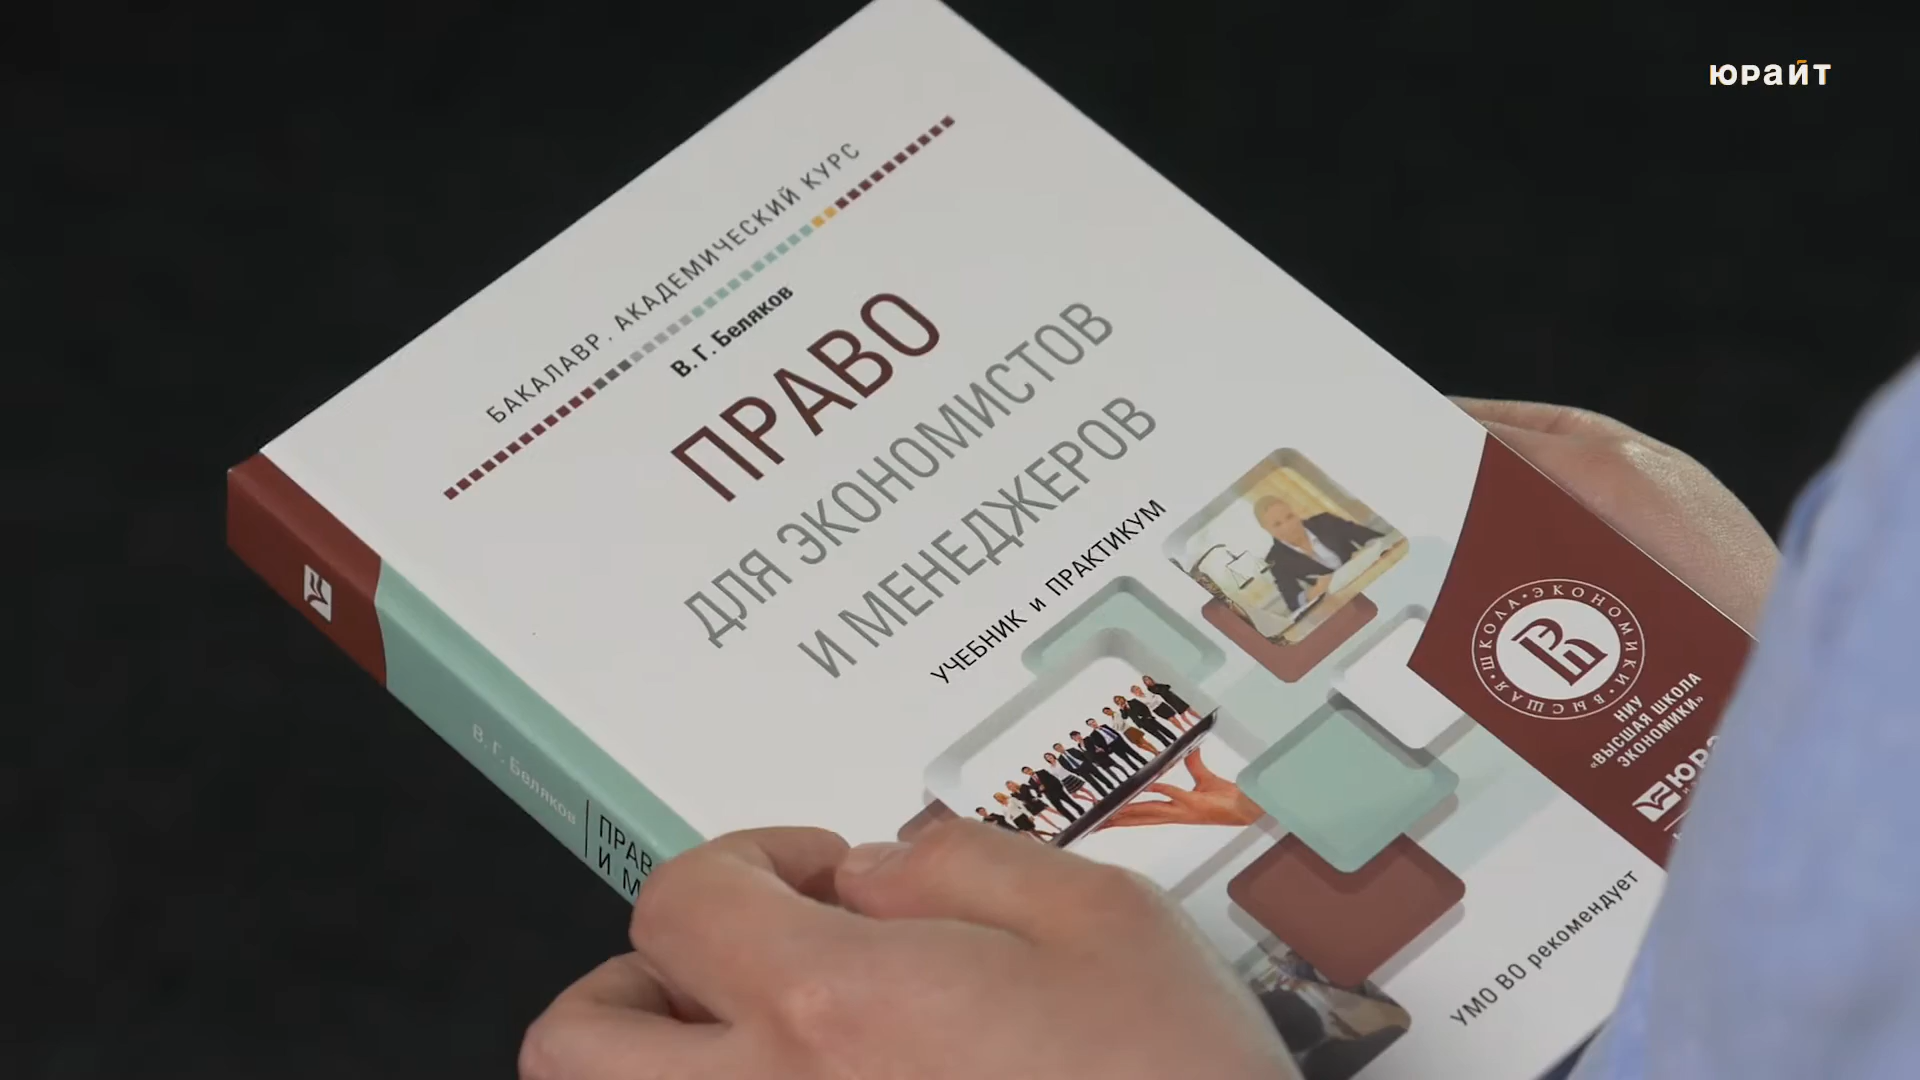 ЮРАЙТ
БАКАЛАВР. АКАДЕМИЧЕСКИЙ КУРС
В. Г. Беляков
ПРАВО
ДЛЯ ЭКОНОМИСТОВ
И МЕНЕДЖЕРОВ
УЧЕБНИК и ПРАКТИКУМ
ВЫСШАЯ • ШКОЛА • ЭКОНОМИКИ
НИУ
«ВЫСШАЯ ШКОЛА
ЭКОНОМИКИ»
УМО ВО рекомендует
В. Г. Беляков